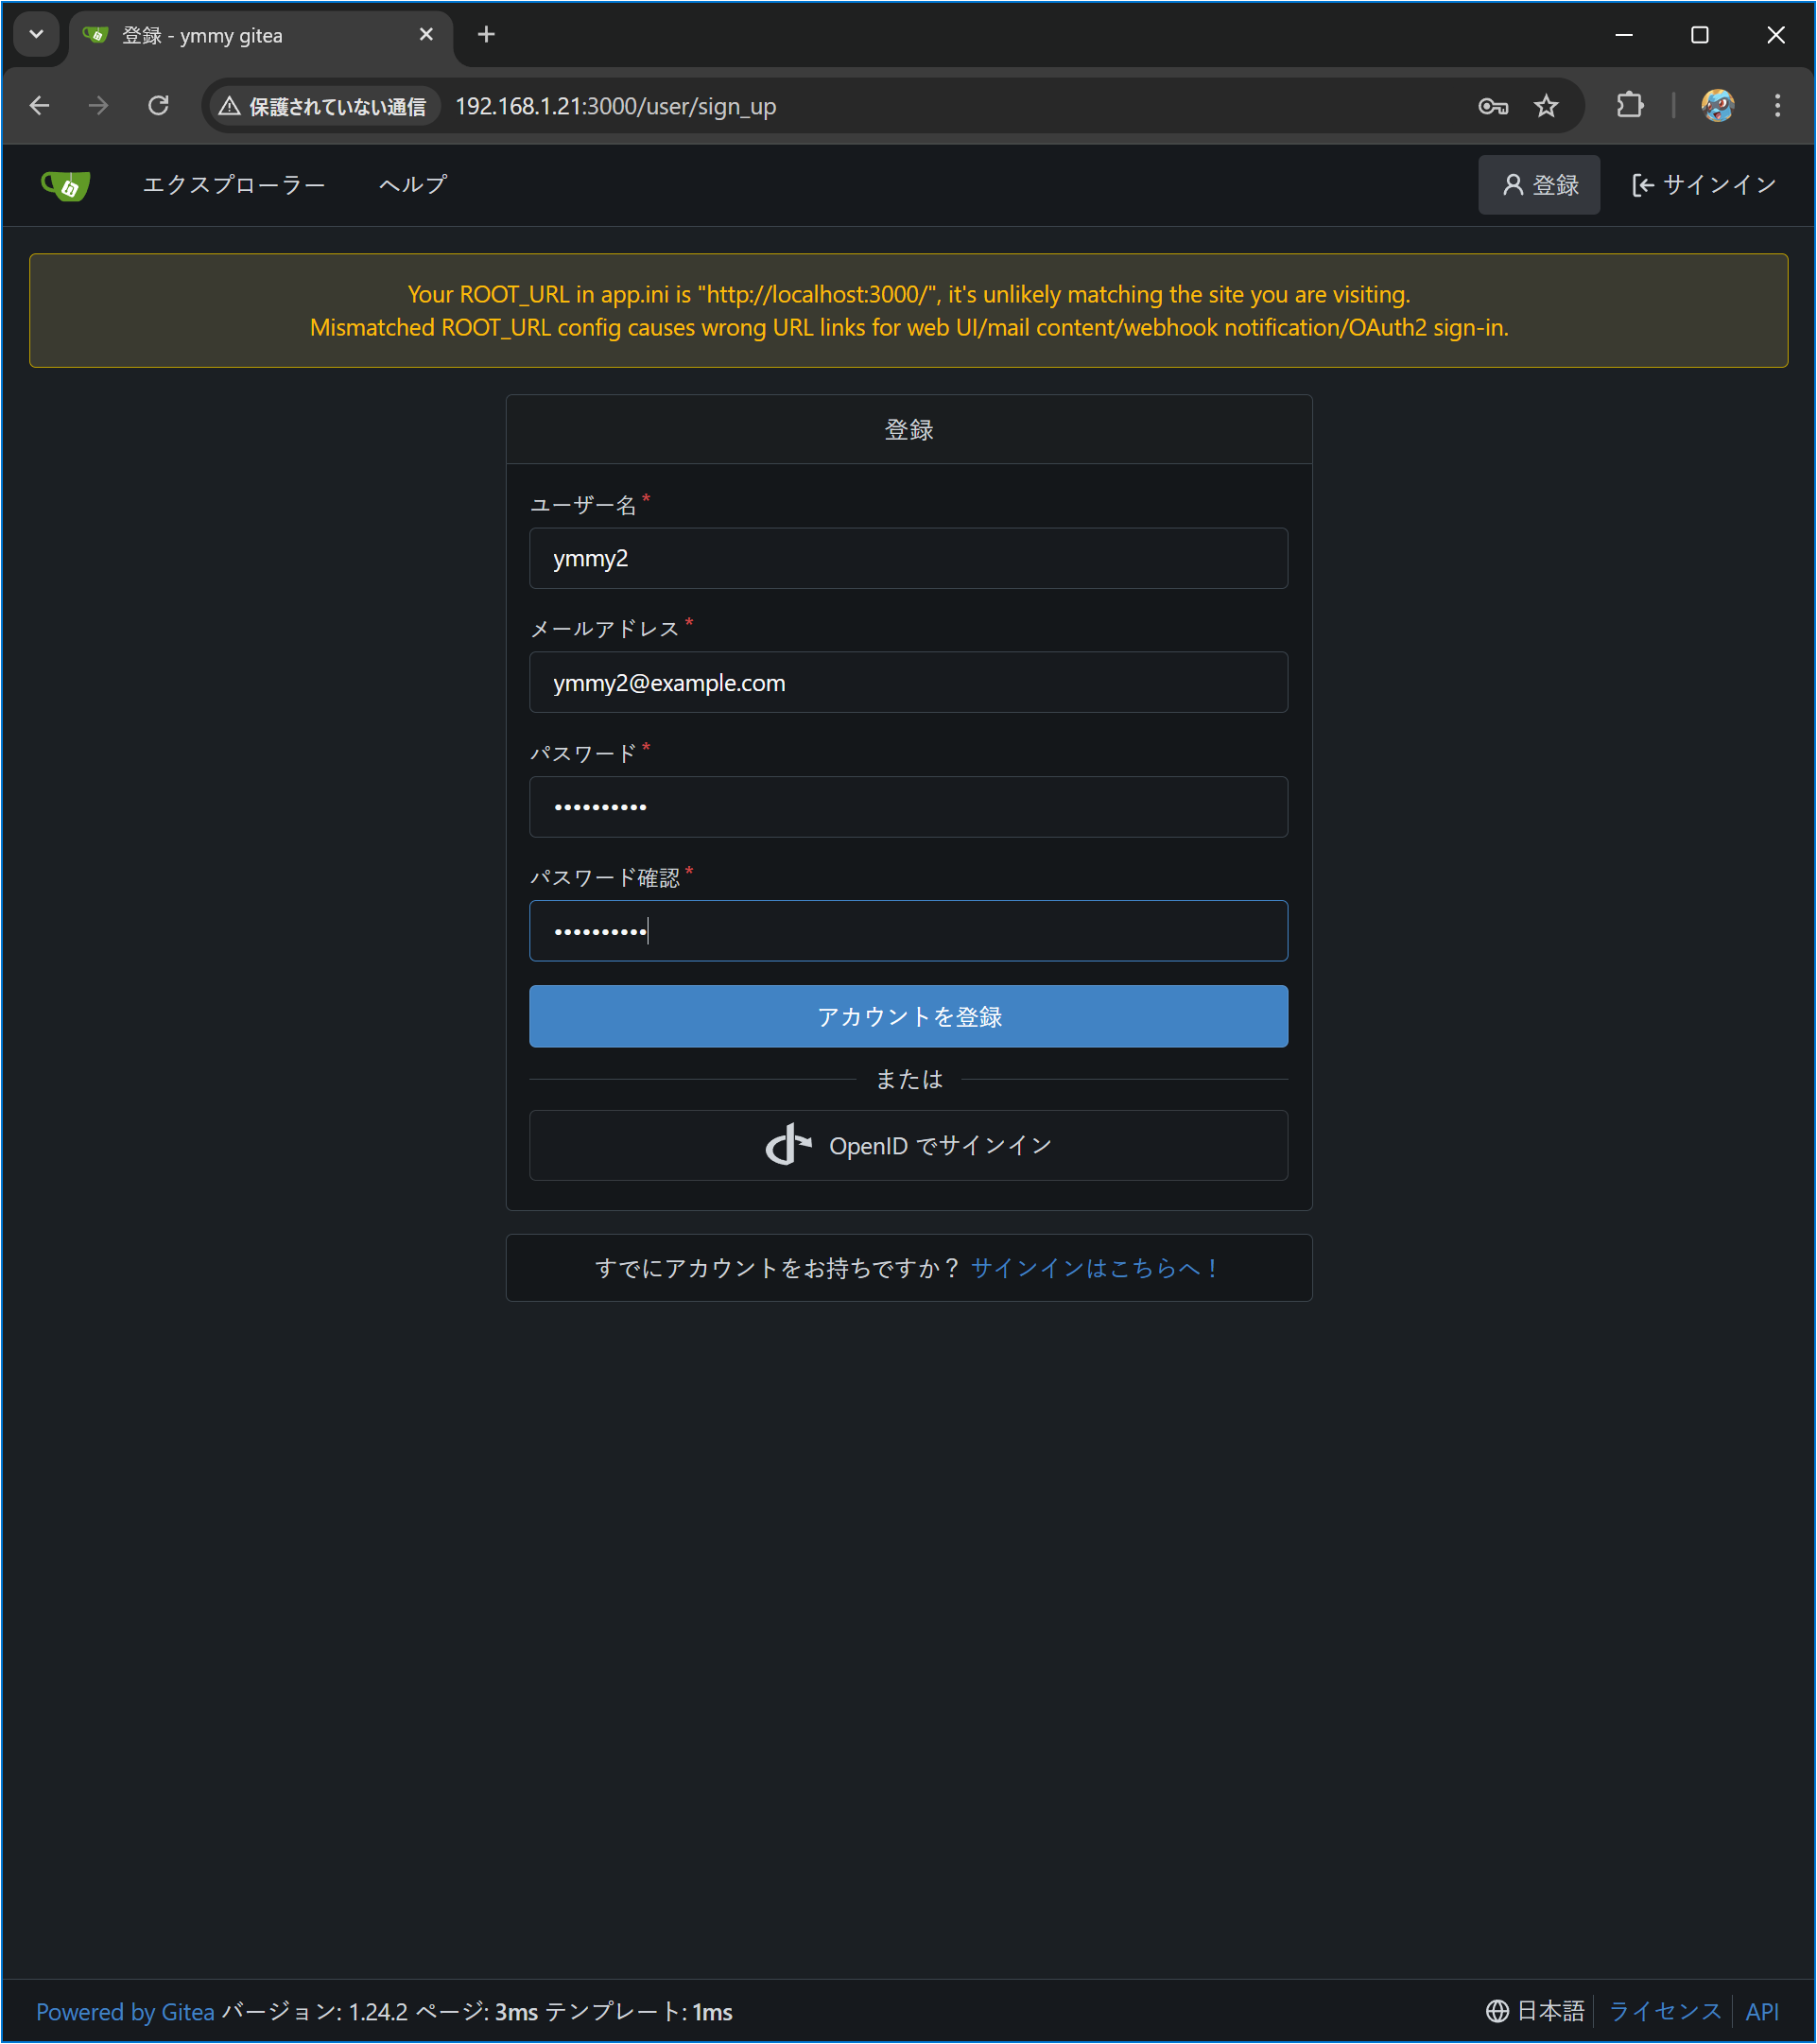 登録 - ymmy gitea
保護されていない通信 192.168.1.21:3000/user/sign_up
エクスプローラー ヘルプ 登録 サインイン
Your ROOT_URL in app.ini is "http://localhost:3000/", it's unlikely matching the site you are visiting.
Mismatched ROOT_URL config causes wrong URL links for web UI/mail content/webhook notification/OAuth2 sign-in.
登録
ユーザー名*
ymmy2
メールアドレス*
ymmy2@example.com
パスワード*
••••••••••
パスワード確認*
••••••••••
アカウントを登録
または
OpenID でサインイン
すでにアカウントをお持ちですか？ サインインはこちらへ！
Powered by Gitea バージョン: 1.24.2 ページ: 3ms テンプレート: 1ms 日本語 ライセンス API